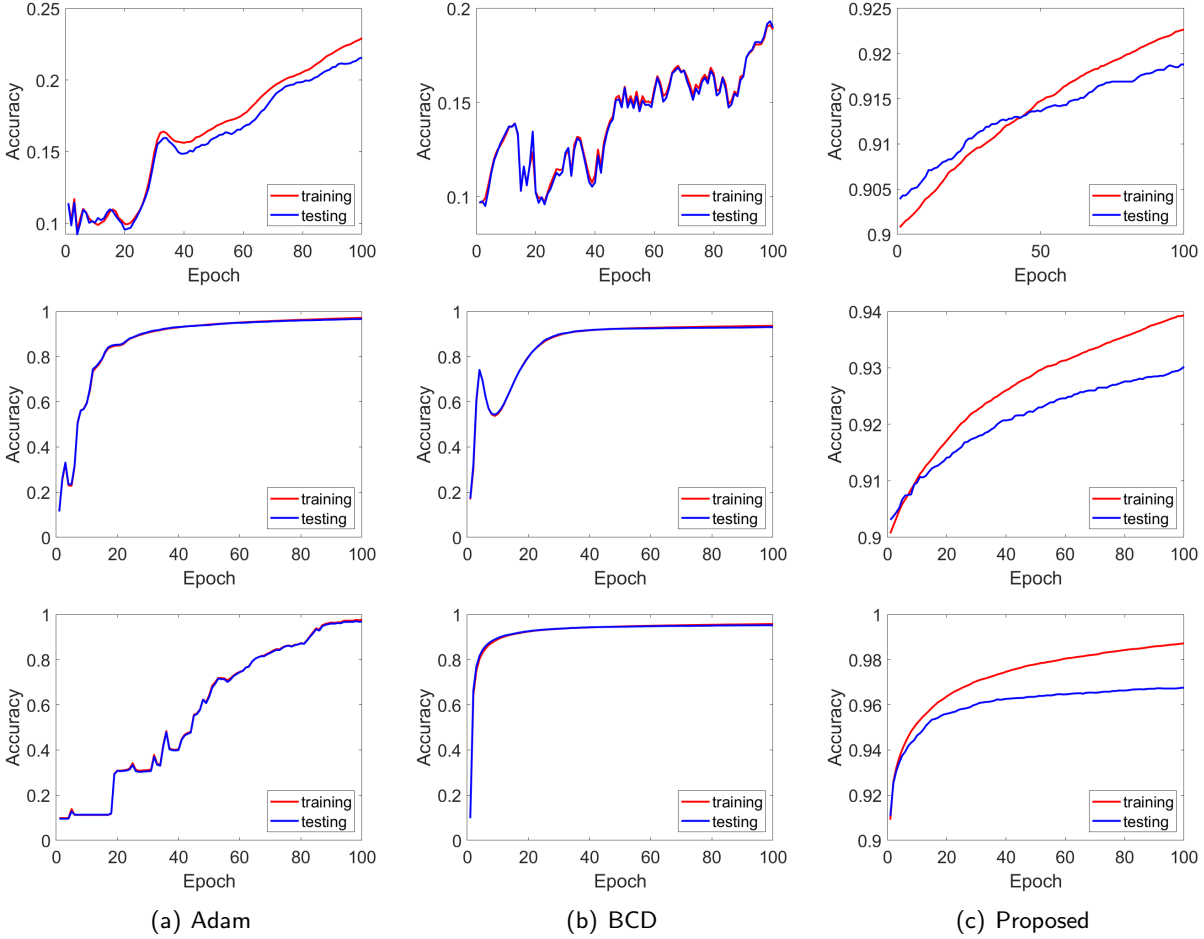 0.25
0.2
0.15
0.1
0 20 40 60 80 100
Accuracy
Epoch
training
testing
0.2
0.15
0.1
0 20 40 60 80 100
Accuracy
Epoch
training
testing
0.925
0.92
0.915
0.91
0.905
0.9
50 100
Accuracy
Epoch
training
testing
1
0.8
0.6
0.4
0.2
0
0 20 40 60 80 100
Accuracy
Epoch
training
testing
1
0.8
0.6
0.4
0.2
0
0 20 40 60 80 100
Accuracy
Epoch
training
testing
0.94
0.93
0.92
0.91
0.9
0 20 40 60 80 100
Accuracy
Epoch
training
testing
1
0.8
0.6
0.4
0.2
0
0 20 40 60 80 100
Accuracy
Epoch
training
testing
1
0.8
0.6
0.4
0.2
0
0 20 40 60 80 100
Accuracy
Epoch
training
testing
1
0.98
0.96
0.94
0.92
0.9
0 20 40 60 80 100
Accuracy
Epoch
training
testing
(a) Adam
(b) BCD
(c) Proposed